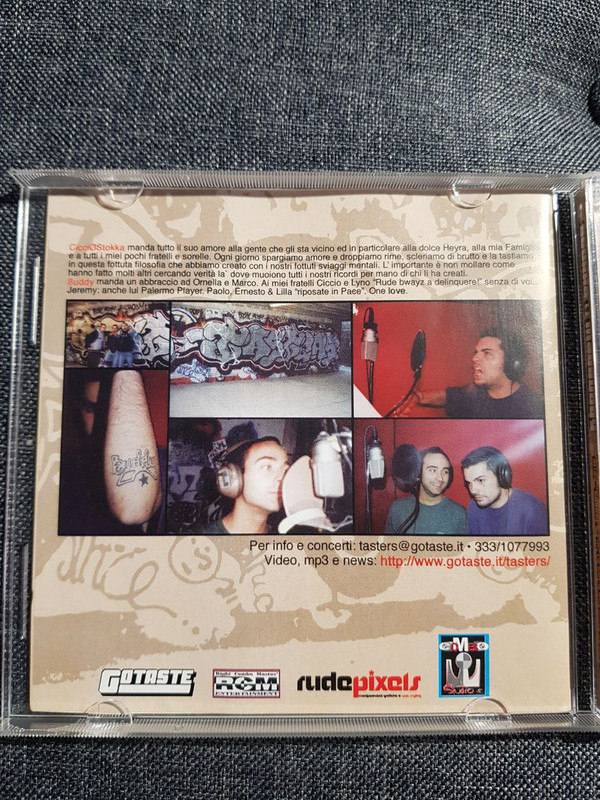 CicciOStokka manda tutto il suo amore alla gente che gli sta vicino ed in particolare alla dolce Heyra, alla mia Famiglia
e a tutti i miei pochi fratelli e sorelle. Ogni giorno spargiamo amore e droppiamo rime, scleriamo di brutto e la tastiamo
in questa fottuta filosofia che abbiamo creato con i nostri fottuti sviaggi mentali. L' importante è non mollare come
hanno fatto molti altri cercando verità la' dove muoiono tutti i nostri ricordi per mano di chi li ha creati.
Buddy manda un abbraccio ad Ornella e Marco. Ai miei fratelli Ciccio e Lyno "Rude bwayz a delinquere!" senza di voi...
Jeremy: anche lui Palermo Player. Paolo, Ernesto & Lilla "riposate in Pace". One love.
Buddy
Per info e concerti: tasters@gotaste.it • 333/1077993
Video, mp3 e news: http://www.gotaste.it/tasters/
GOTASTE
RCM
ENTERTAINMENT
rudepixels
Studio